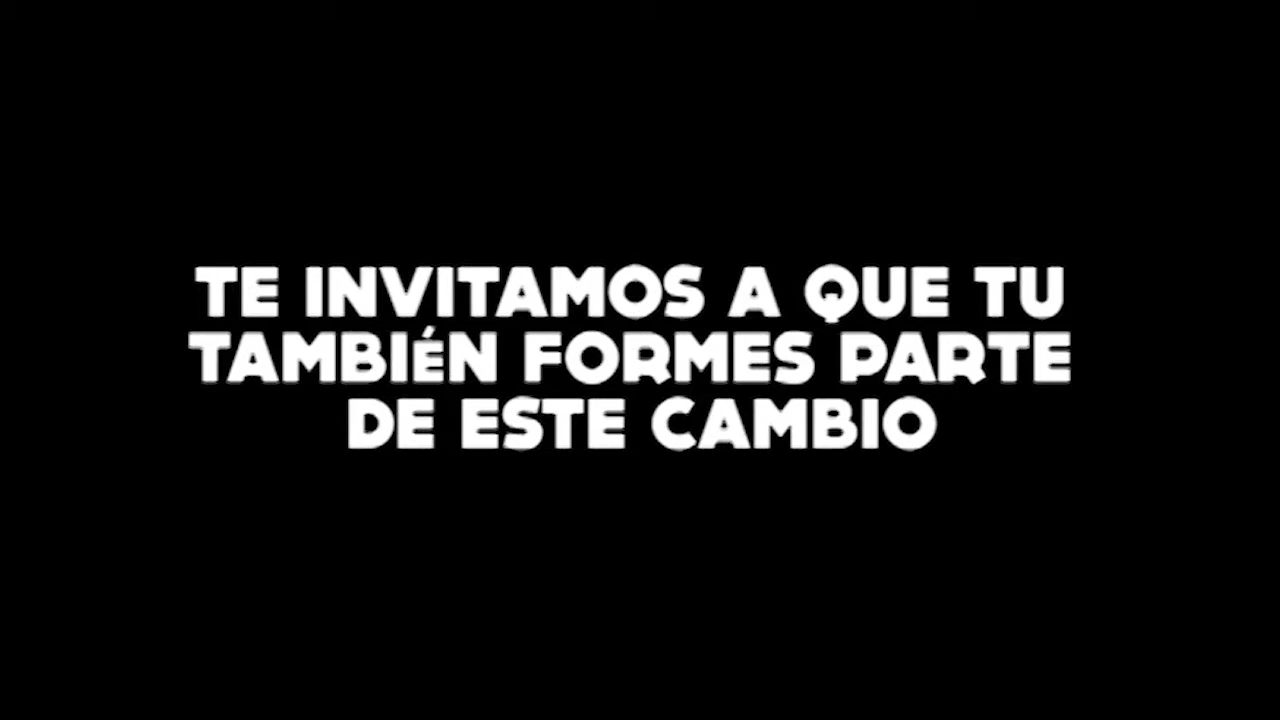 TE INVITAMOS A QUE TU
TAMBIÉN FORMES PARTE
DE ESTE CAMBIO